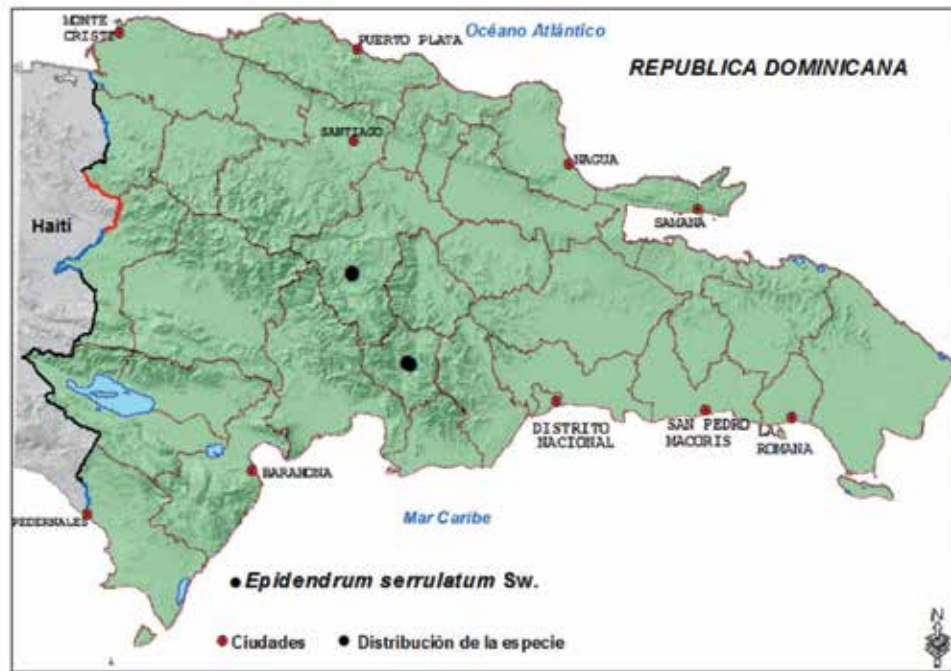 MONTE
CRISTE
PUERTO PLATA
Océano Atlántico
REPUBLICA DOMINICANA
SANTIAGO
NAGUA
SAMANA
Haití
DISTRITO
NACIONAL
SAN PEDRO
MACORIS
LA
ROMANA
BARAHONA
PEDERNALES
Mar Caribe
Epidendrum serrulatum Sw.
Ciudades
Distribución de la especie
N